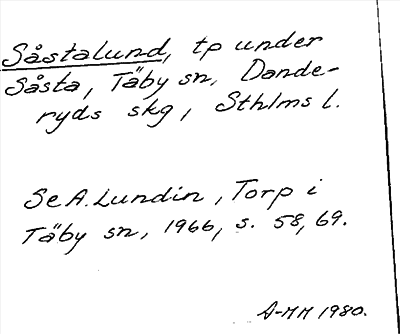 Såstalund, tp under
Såsta, Täby sn, Dande-
ryds skg, Sthlms l.
Se A. Lundin, Torp i
Täby sn, 1966, s. 58, 69.
A-MM 1980.